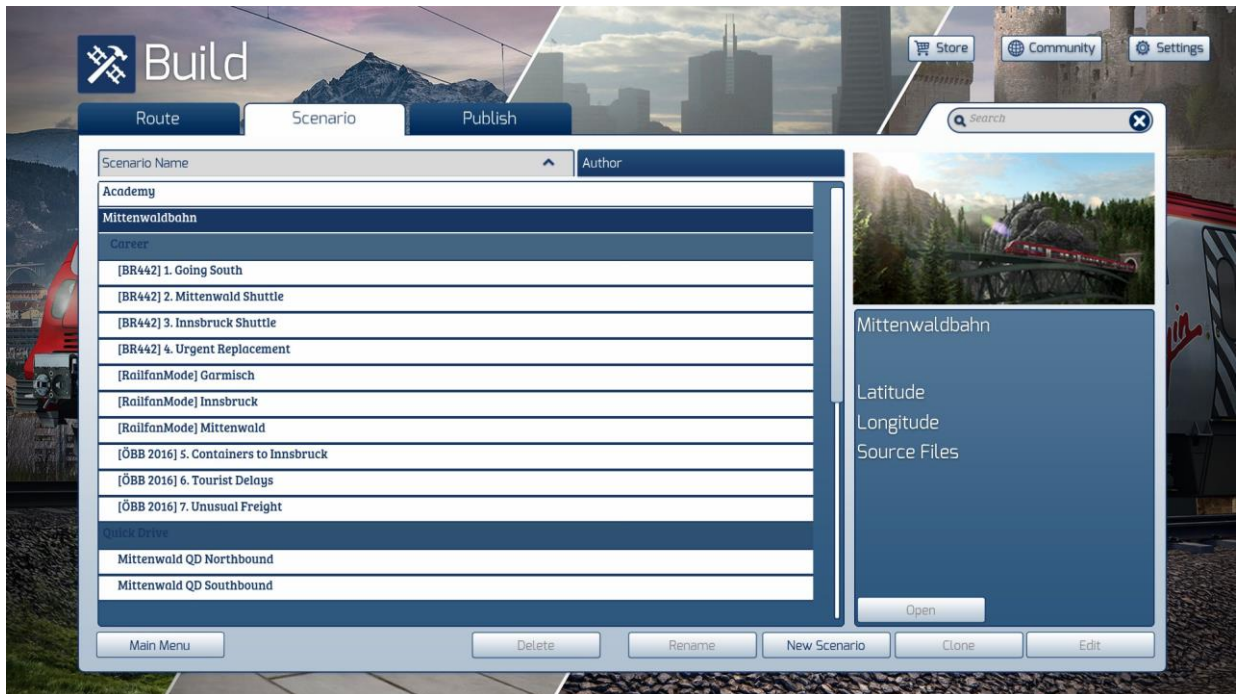 Build
Store
Community
Settings
Route
Scenario
Publish
Search
Scenario Name
Author
Academy
Mittenwaldbahn
Career
[BR442] 1. Going South
[BR442] 2. Mittenwald Shuttle
[BR442] 3. Innsbruck Shuttle
[BR442] 4. Urgent Replacement
[RailfanMode] Garmisch
[RailfanMode] Innsbruck
[RailfanMode] Mittenwald
[ÖBB 2016] 5. Containers to Innsbruck
[ÖBB 2016] 6. Tourist Delays
[ÖBB 2016] 7. Unusual Freight
Quick Drive
Mittenwald QD Northbound
Mittenwald QD Southbound
Mittenwaldbahn
Latitude
Longitude
Source Files
Open
Main Menu
Delete
Rename
New Scenario
Clone
Edit